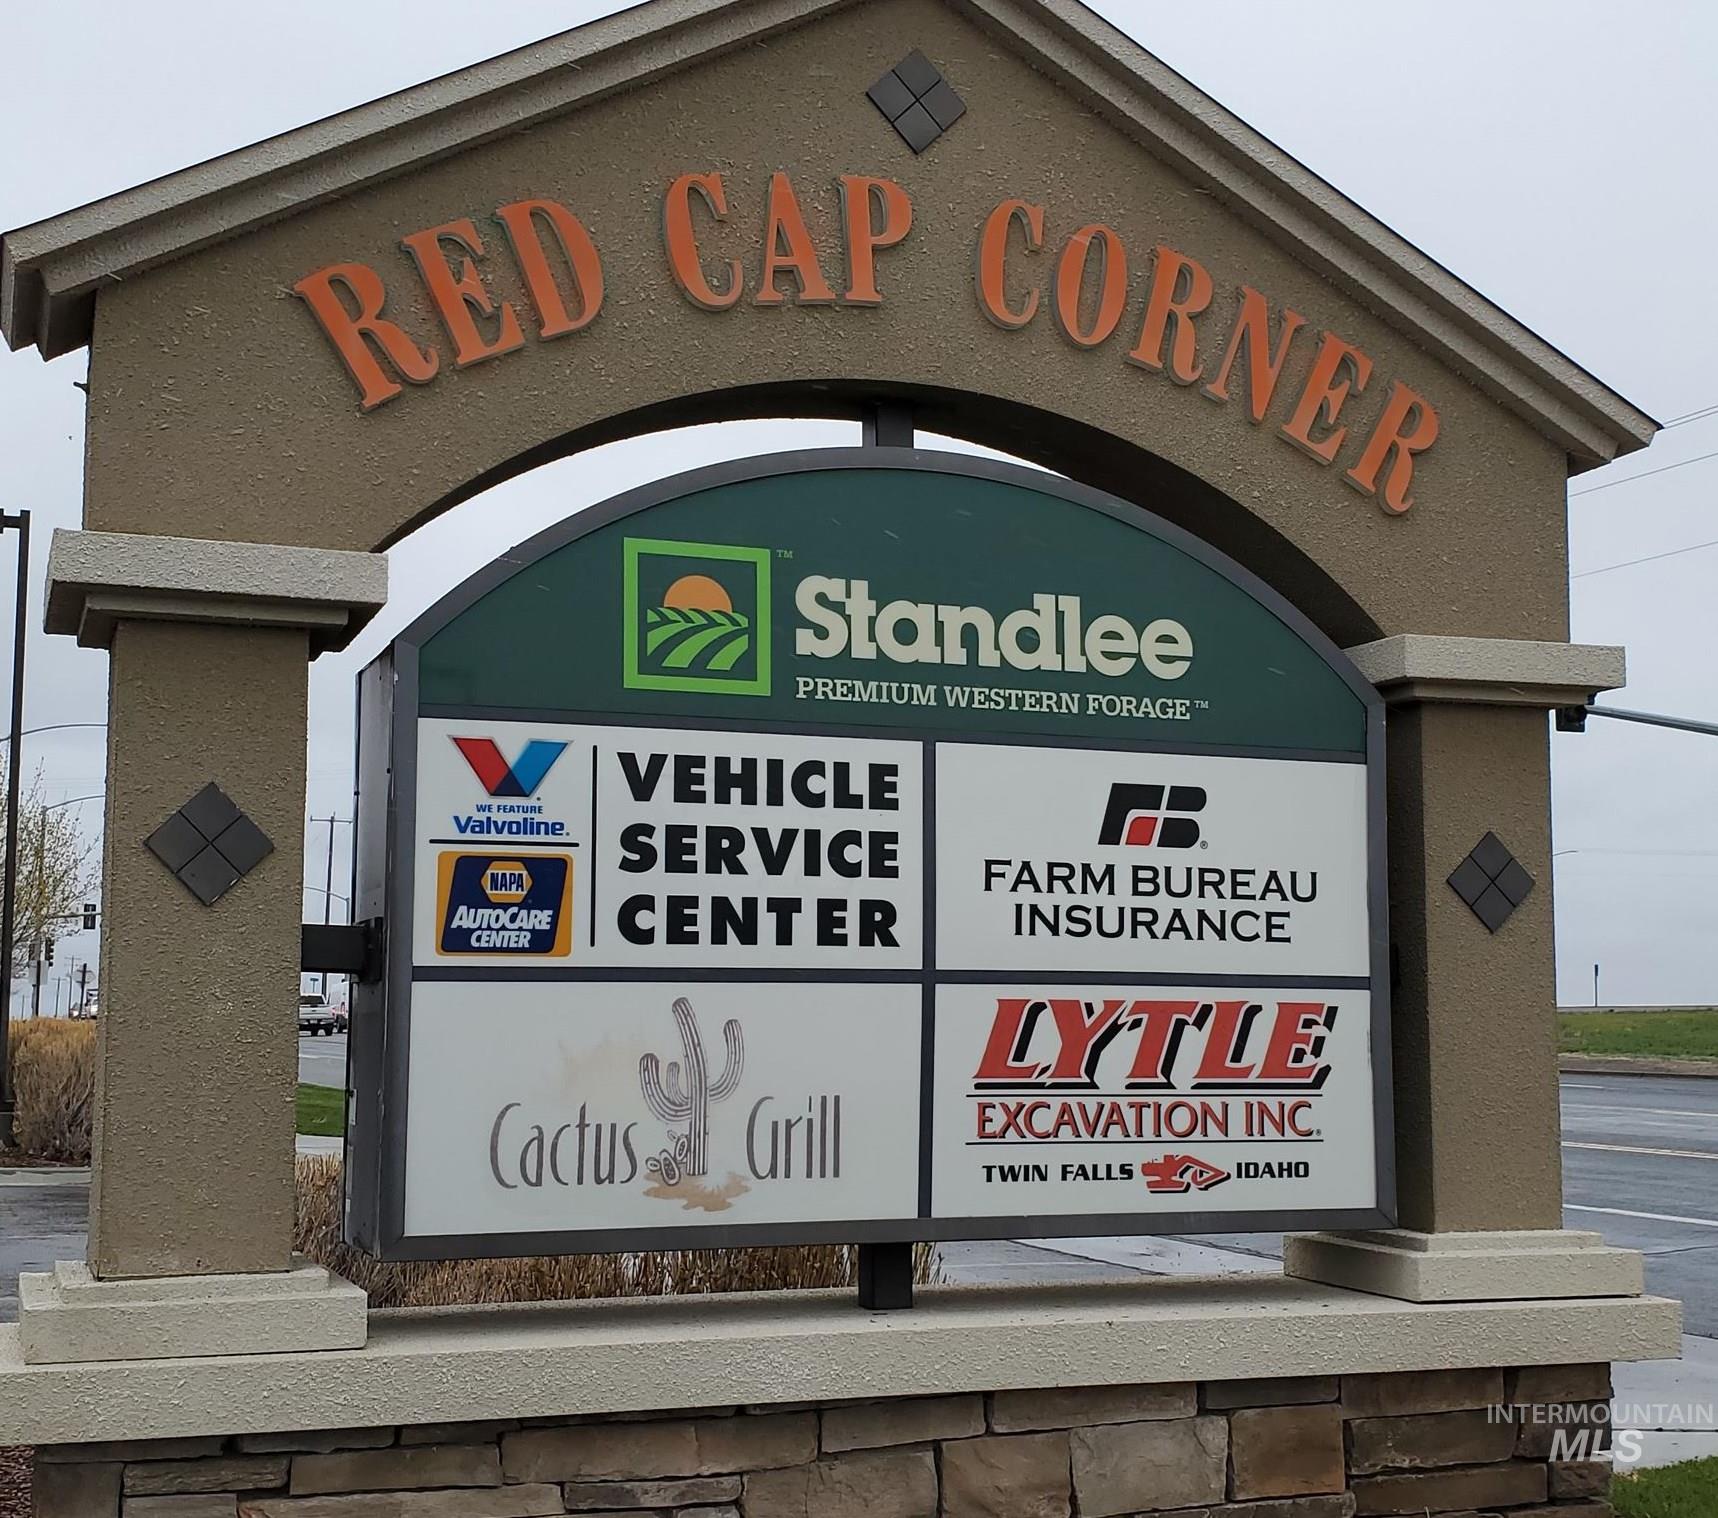 RED CAP CORNER
™
Standlee
PREMIUM WESTERN FORAGE™
WE FEATURE
Valvoline.
NAPA
AUTOCARE
CENTER
VEHICLE
SERVICE
CENTER
FB®
FARM BUREAU
INSURANCE
Cactus Grill
LYTLE
EXCAVATION INC.
TWIN FALLS IDAHO
INTERMOUNTAIN
MLS